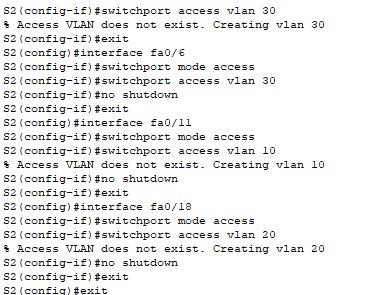 S2(config-if)#switchport access vlan 30
% Access VLAN does not exist. Creating vlan 30
S2(config-if)#exit
S2(config)#interface fa0/6
S2(config-if)#switchport mode access
S2(config-if)#switchport access vlan 30
S2(config-if)#no shutdown
S2(config-if)#exit
S2(config)#interface fa0/11
S2(config-if)#switchport mode access
S2(config-if)#switchport access vlan 10
% Access VLAN does not exist. Creating vlan 10
S2(config-if)#no shutdown
S2(config-if)#exit
S2(config)#interface fa0/18
S2(config-if)#switchport mode access
S2(config-if)#switchport access vlan 20
% Access VLAN does not exist. Creating vlan 20
S2(config-if)#no shutdown
S2(config-if)#exit
S2(config)#exit